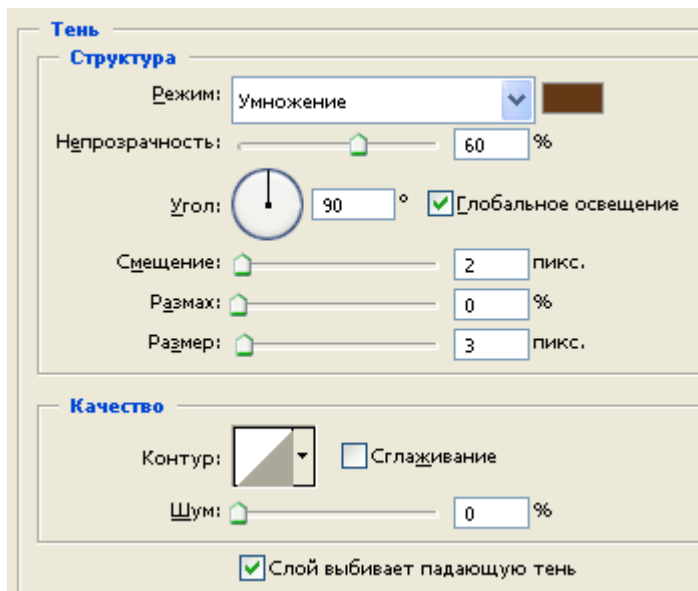 Тень
Структура
Режим: Умножение
Непрозрачность: 60 %
Угол: 90 ° Глобальное освещение
Смещение: 2 пикс.
Размах: 0 %
Размер: 3 пикс.
Качество
Контур: Сглаживание
Шум: 0 %
Слой выбивает падающую тень